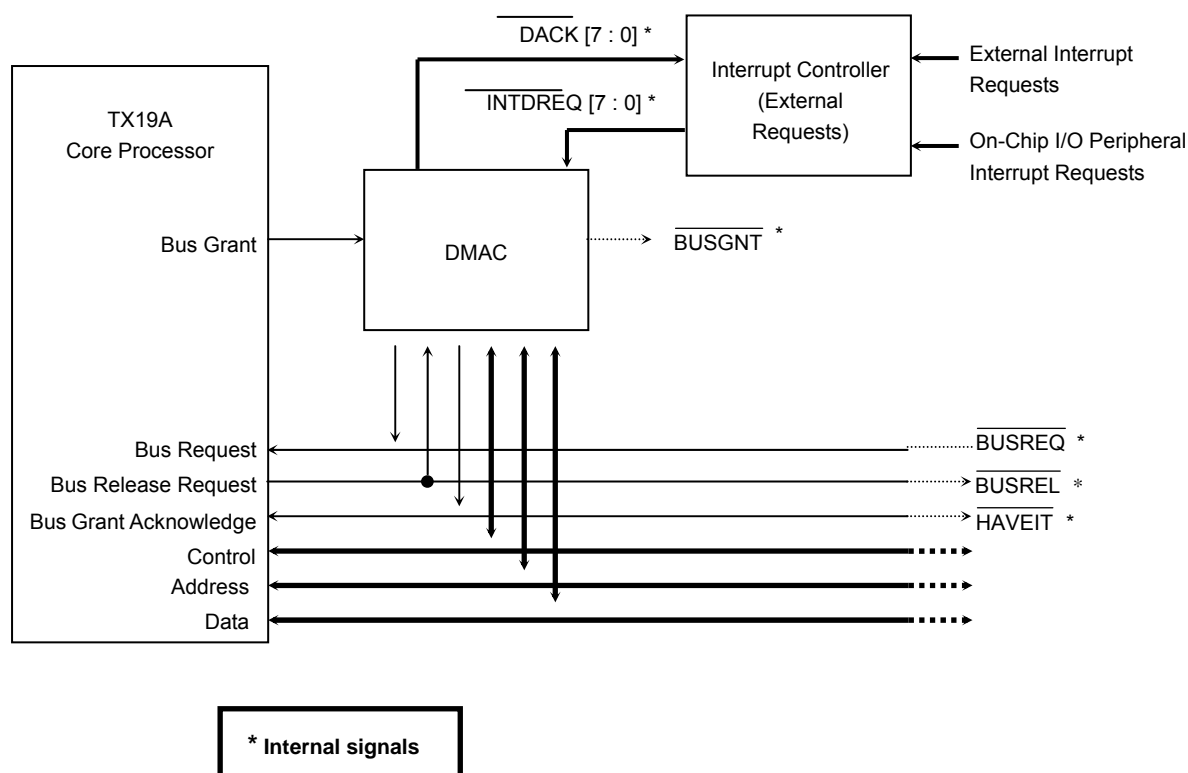 DACK [7 : 0] *
INTDREQ [7 : 0] *
Interrupt Controller
(External
Requests)
External Interrupt
Requests
On-Chip I/O Peripheral
Interrupt Requests
TX19A
Core Processor
Bus Grant
DMAC
BUSGNT *
Bus Request
BUSREQ *
Bus Release Request
BUSREL *
Bus Grant Acknowledge
HAVEIT *
Control
Address
Data
* Internal signals